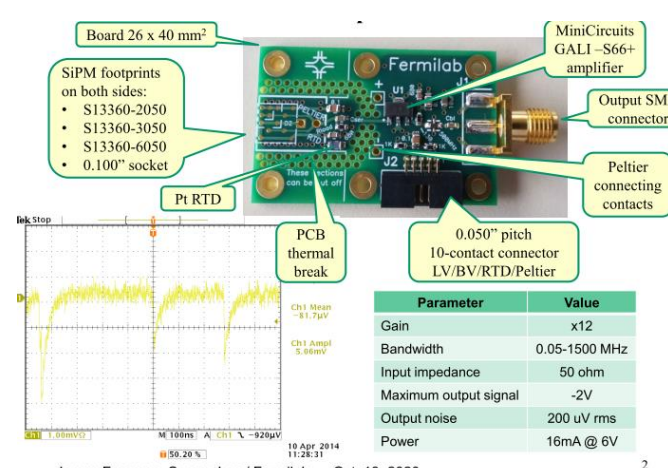 Board 26 x 40 mm²
SiPM footprints
on both sides:
• S13360-2050
• S13360-3050
• S13360-6050
• 0.100” socket
Pt RTD
PCB
thermal
break
MiniCircuits
GALI –S66+
amplifier
Output SM
connector
Peltier
connecting
contacts
0.050” pitch
10-contact connector
LV/BV/RTD/Peltier
Fermilab
J1
U1
PELTIER
RTD
J2
These sections
can be cut off
Tek Stop
Ch1 Mean
-81.7µV
Ch1 Ampl
5.06mV
Ch1 1.00mVΩ M 100ns A Ch1 -920µV
50.20 %
10 Apr 2014
11:28:31
Parameter Value
Gain x12
Bandwidth 0.05-1500 MHz
Input impedance 50 ohm
Maximum output signal -2V
Output noise 200 uV rms
Power 16mA @ 6V
2